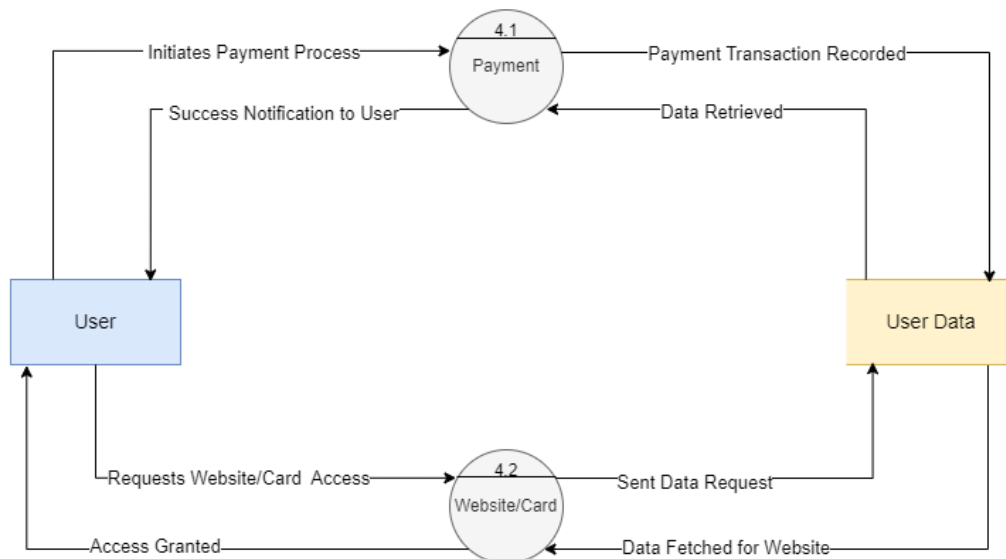 4.1
Initiates Payment Process
Payment
Payment Transaction Recorded
Success Notification to User
Data Retrieved
User
User Data
4.2
Requests Website/Card Access
Website/Card
Sent Data Request
Access Granted
Data Fetched for Website